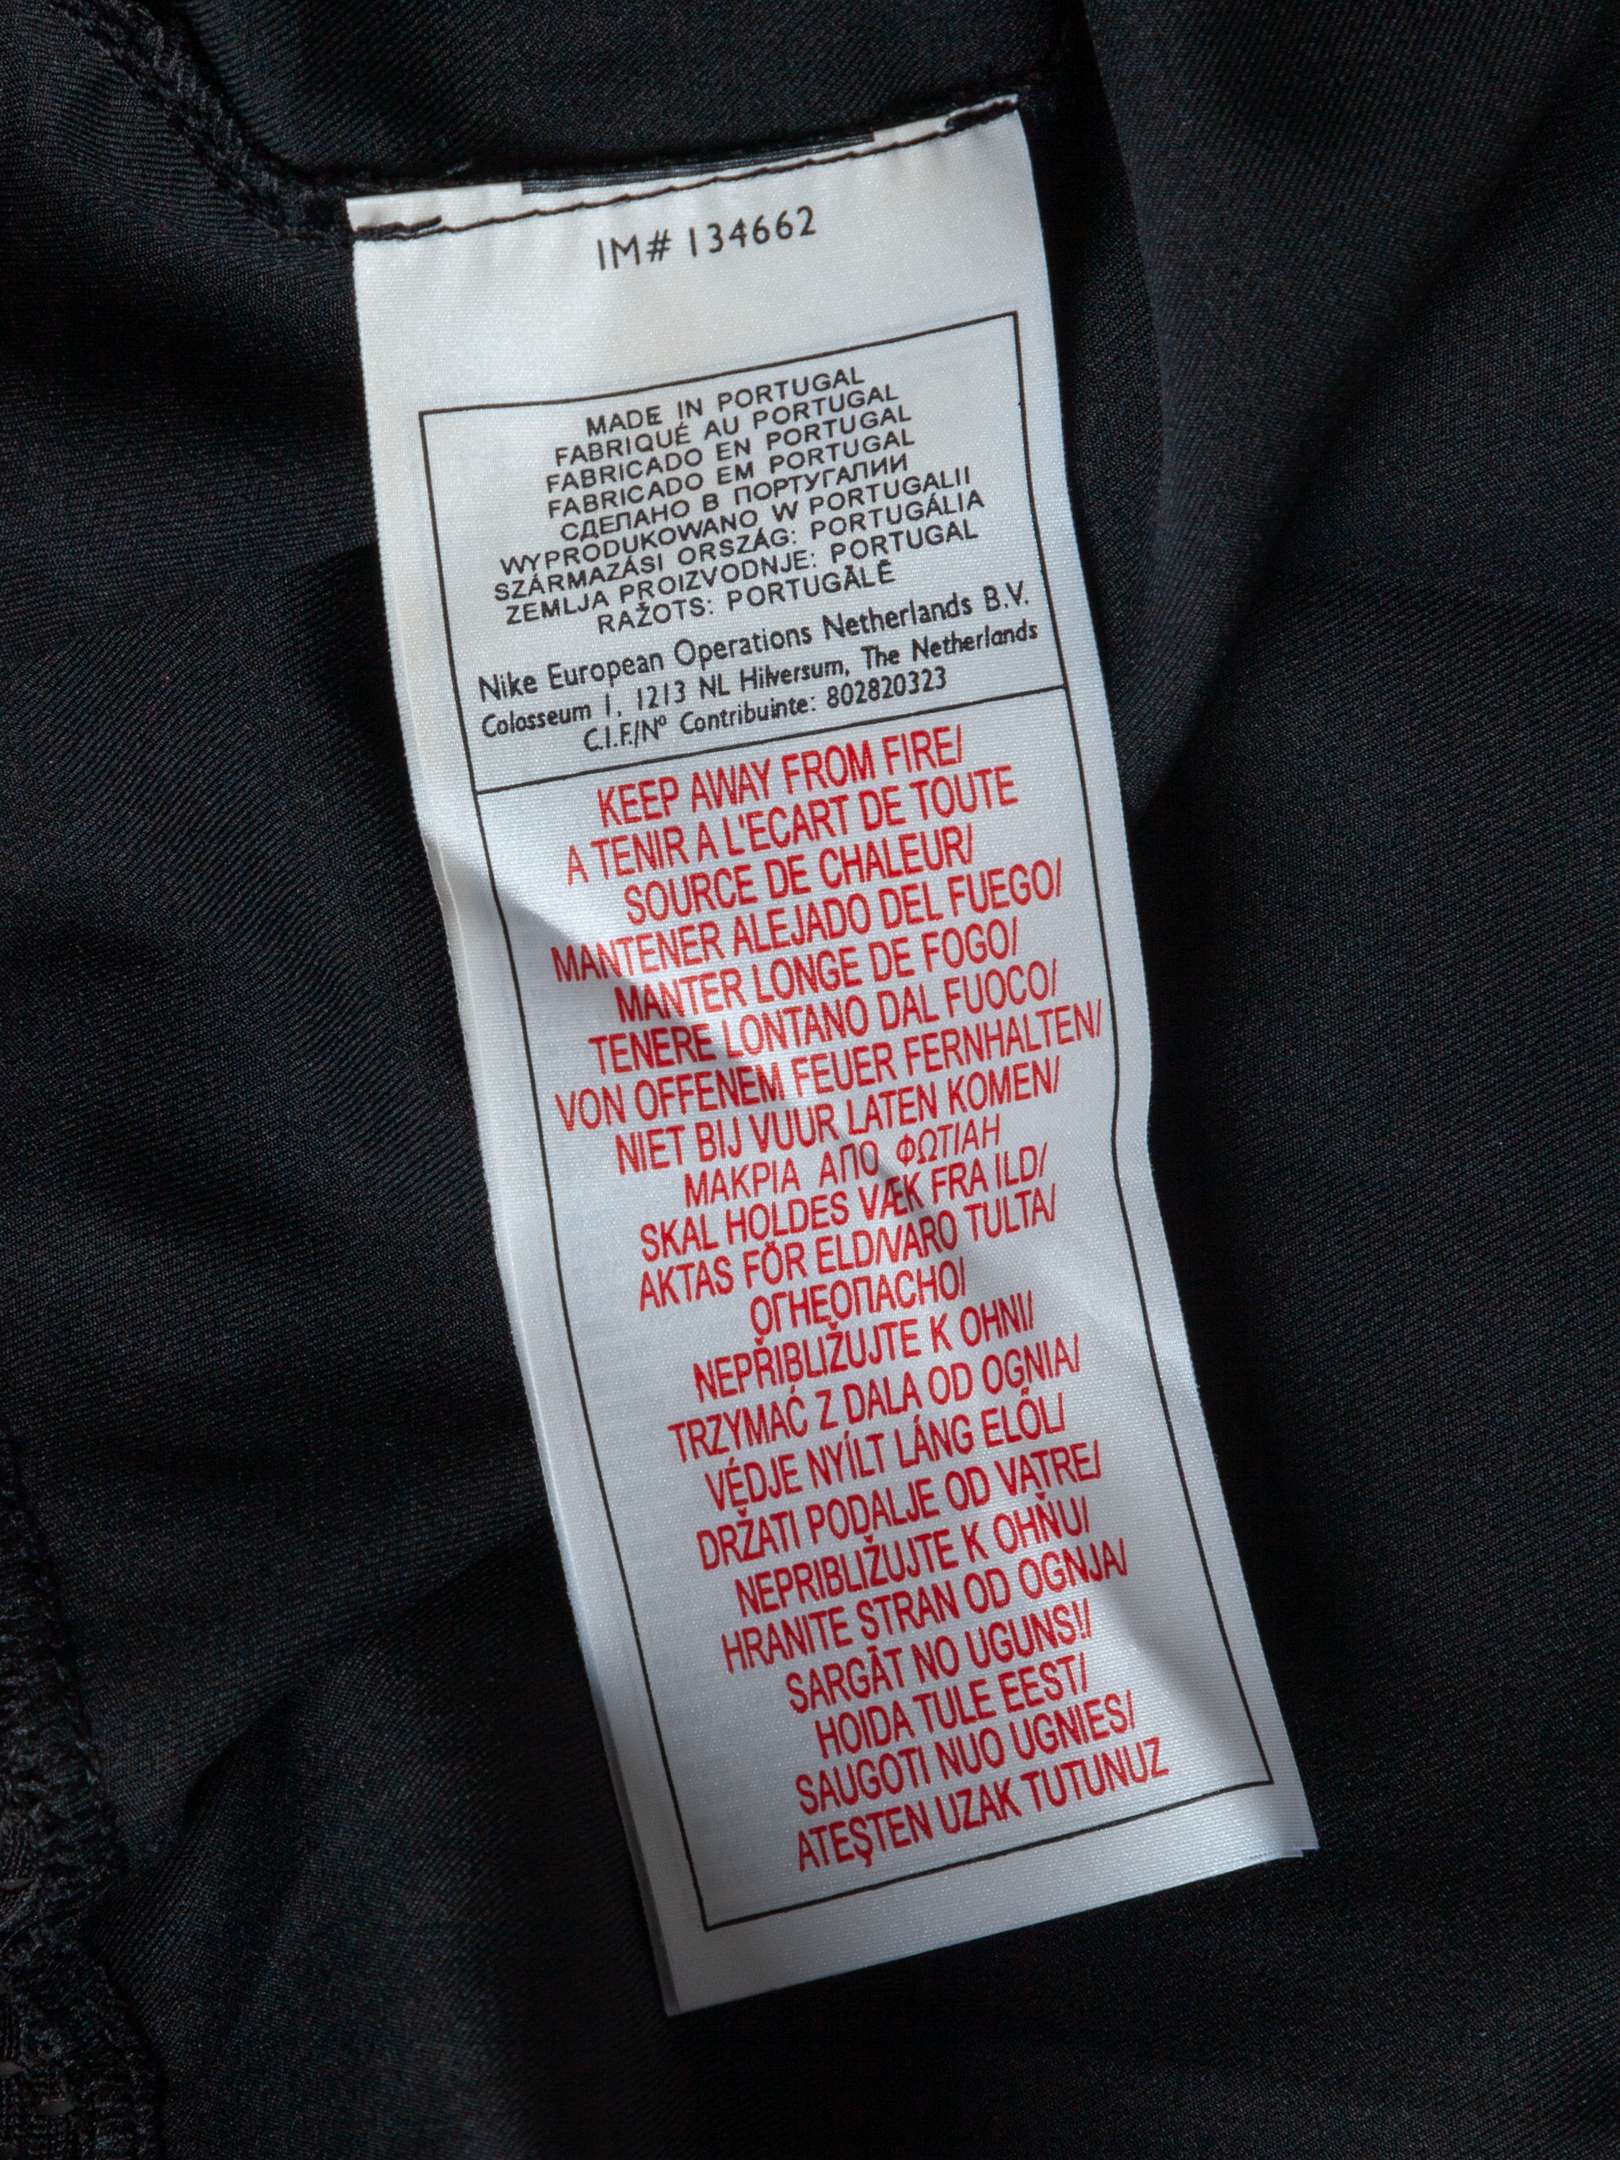 IM# 134662
MADE IN PORTUGAL
FABRIQUÉ AU PORTUGAL
FABRICADO EN PORTUGAL
FABRICADO EM PORTUGAL
СДЕЛАНО В ПОРТУГАЛИИ
WYPRODUKOWANO W PORTUGALII
SZÁRMAZÁSI ORSZÁG: PORTUGÁLIA
ZEMLJA PROIZVODNJE: PORTUGAL
RAŽOTS: PORTUGĀLĒ
Nike European Operations Netherlands B.V.
Colosseum 1, 1213 NL Hilversum, The Netherlands
C.I.F./Nº Contribuinte: 802820323
KEEP AWAY FROM FIRE/
A TENIR A L'ECART DE TOUTE
SOURCE DE CHALEUR/
MANTENER ALEJADO DEL FUEGO/
MANTER LONGE DE FOGO/
TENERE LONTANO DAL FUOCO/
VON OFFENEM FEUER FERNHALTEN/
NIET BIJ VUUR LATEN KOMEN/
ΜΑΚΡΙΑ ΑΠΟ ΦΩΤΙΑΗ
SKAL HOLDES VÆK FRA ILD/
AKTAS FÖR ELD/VARO TULTA/
ОГНЕОПАСНО/
NEPŘIBLIŽUJTE K OHNI/
TRZYMAĆ Z DALA OD OGNIA/
VÉDJE NYÍLT LÁNG ELŐL/
DRŽATI PODALJE OD VATRE/
NEPRIBLIŽUJTE K OHŇU/
HRANITE STRAN OD OGNJA/
SARGĀT NO UGUNS!/
HOIDA TULE EEST/
SAUGOTI NUO UGNIES/
ATEŞTEN UZAK TUTUNUZ